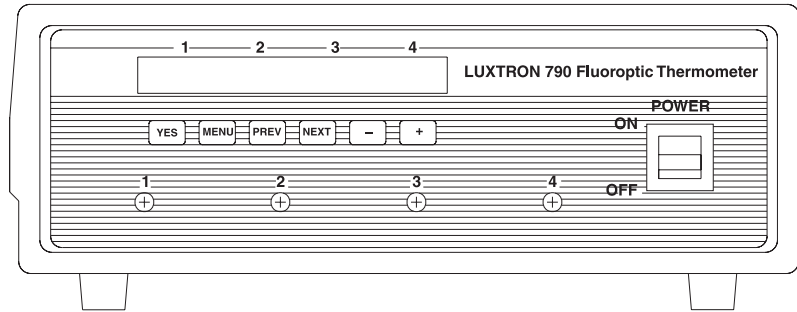 1 2 3 4
LUXTRON 790 Fluoroptic Thermometer
POWER
ON
YES MENU PREV NEXT – +
OFF
1 2 3 4